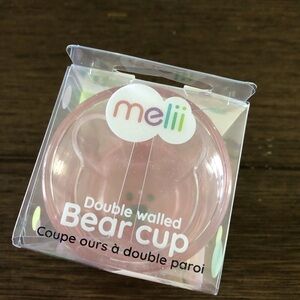 melii
Double walled
Bear cup
Coupe ours à double paroi